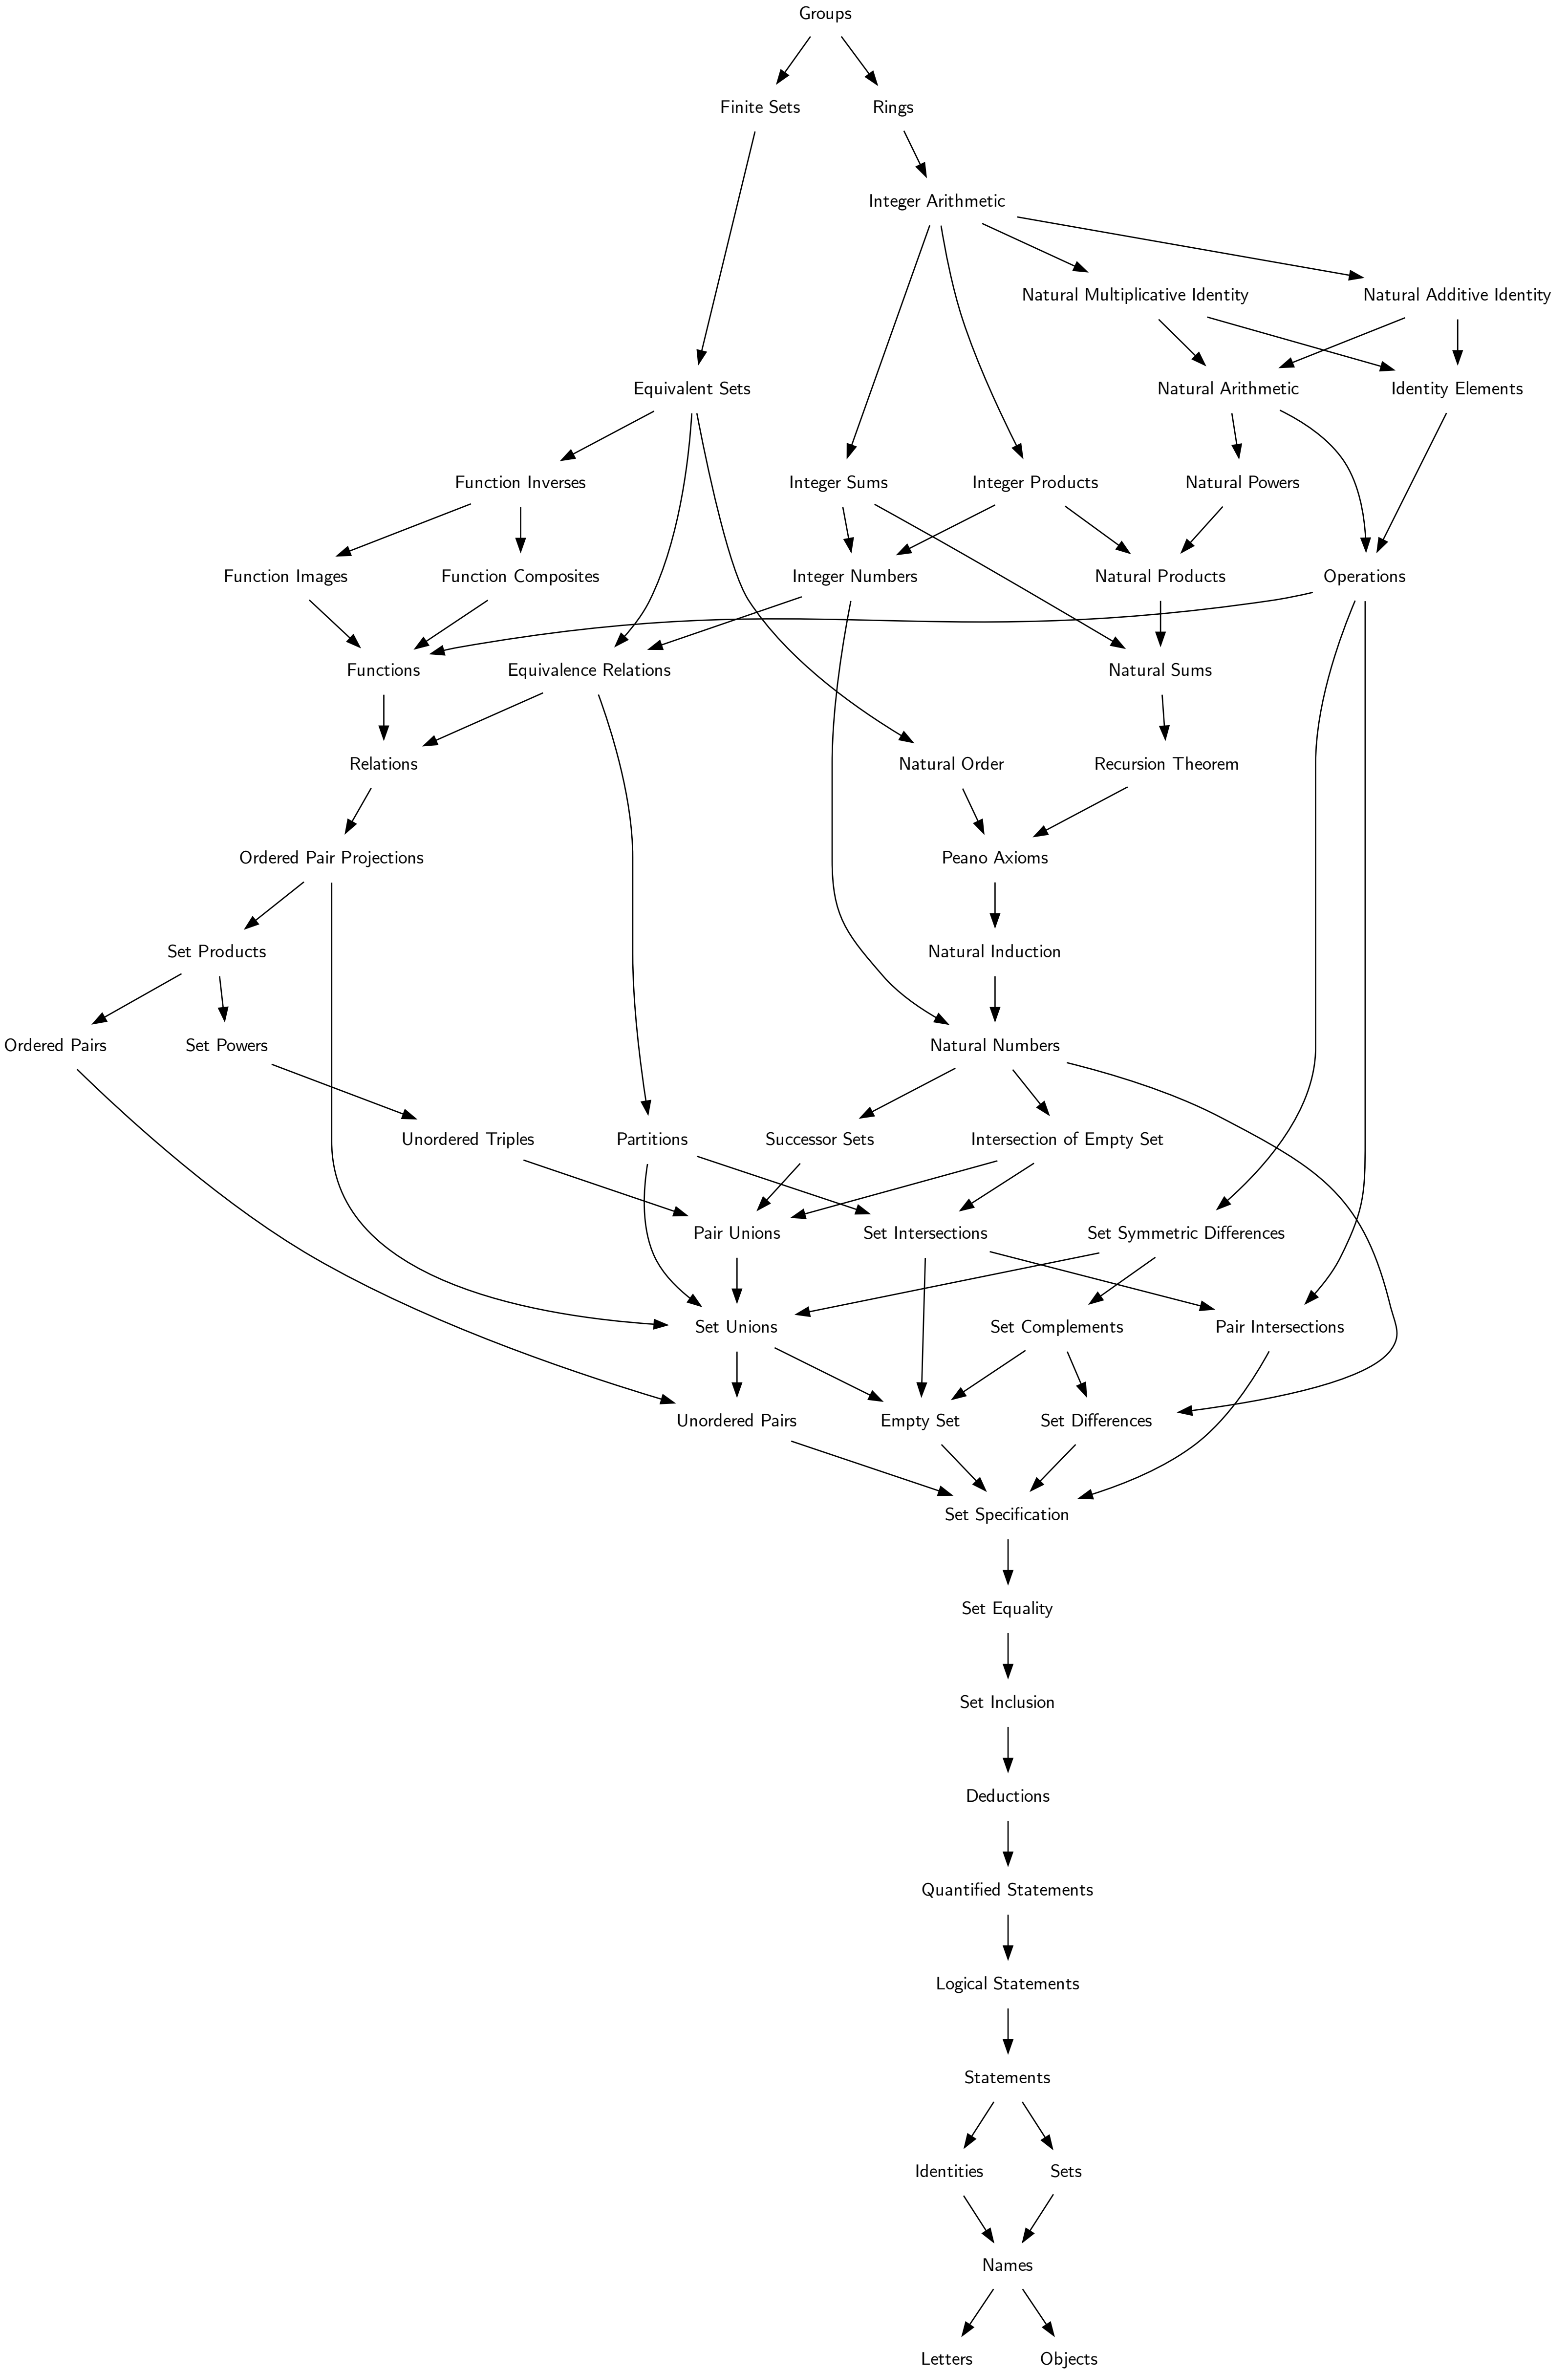 Groups
Finite Sets
Rings
Integer Arithmetic
Natural Multiplicative Identity
Natural Additive Identity
Equivalent Sets
Natural Arithmetic
Identity Elements
Function Inverses
Integer Sums
Integer Products
Natural Powers
Function Images
Function Composites
Integer Numbers
Natural Products
Operations
Functions
Equivalence Relations
Natural Sums
Relations
Natural Order
Recursion Theorem
Ordered Pair Projections
Peano Axioms
Set Products
Natural Induction
Ordered Pairs
Set Powers
Natural Numbers
Unordered Triples
Partitions
Successor Sets
Intersection of Empty Set
Pair Unions
Set Intersections
Set Symmetric Differences
Set Unions
Set Complements
Pair Intersections
Unordered Pairs
Empty Set
Set Differences
Set Specification
Set Equality
Set Inclusion
Deductions
Quantified Statements
Logical Statements
Statements
Identities
Sets
Names
Letters
Objects